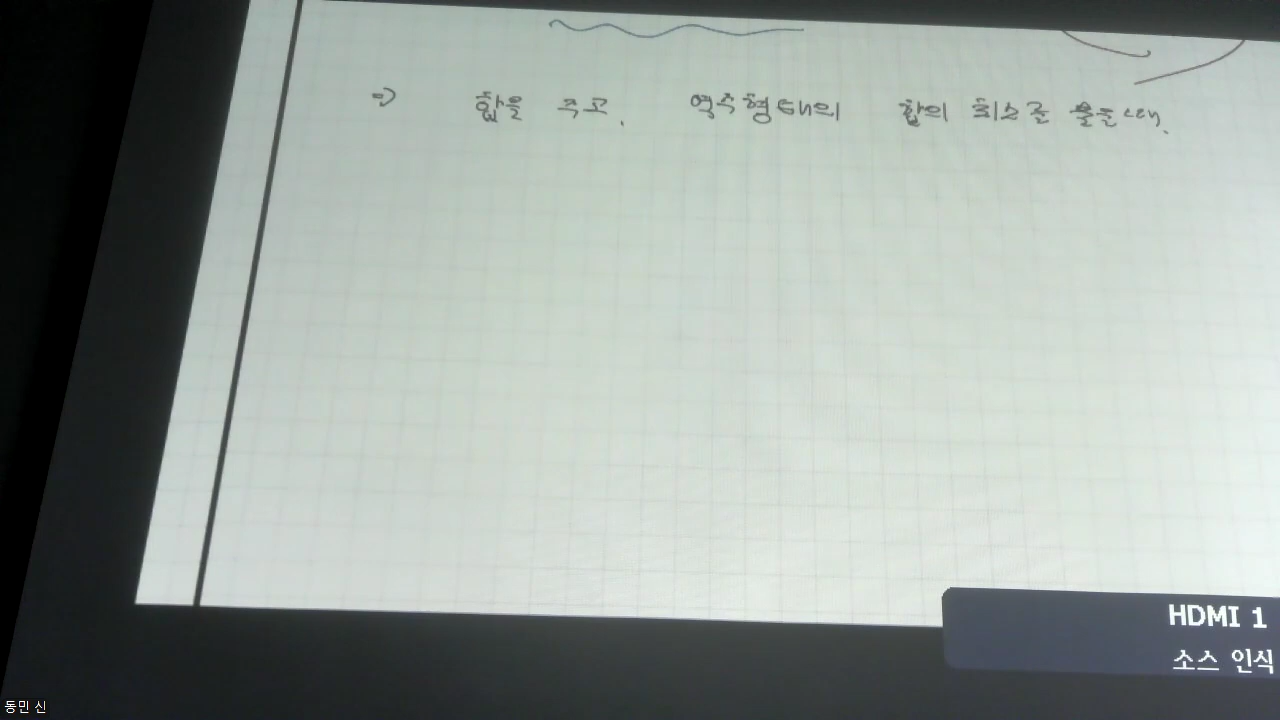 => 합을 주고, 역수형태의 합의 최소를 물을때,
HDMI 1
소스 인식
동민 신